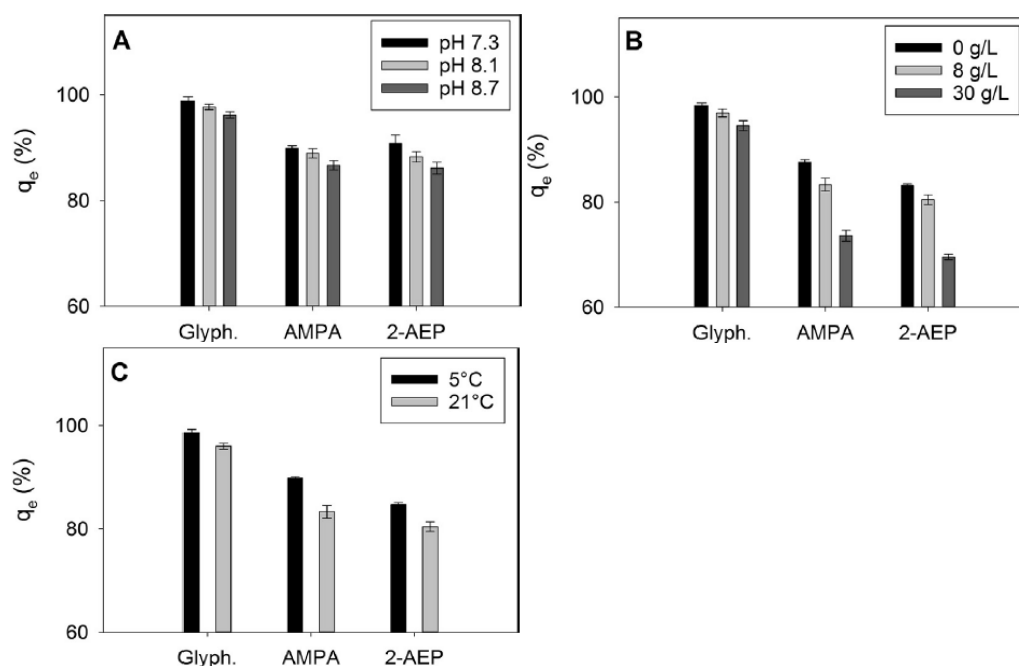 A
pH 7.3
pH 8.1
pH 8.7
100
80
60
qe (%)
Glyph. AMPA 2-AEP
B
0 g/L
8 g/L
30 g/L
100
80
60
qe (%)
Glyph. AMPA 2-AEP
C
5°C
21°C
100
80
60
qe (%)
Glyph. AMPA 2-AEP